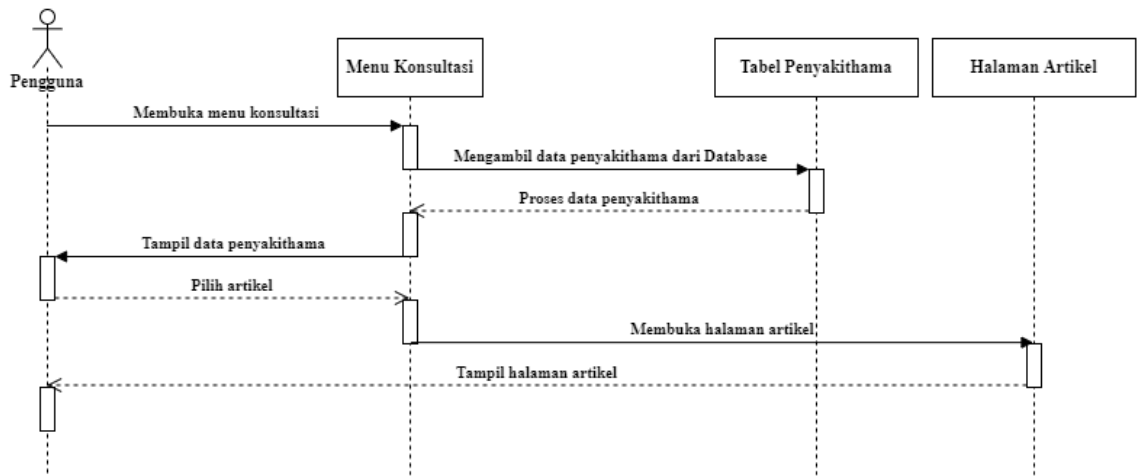 Pengguna
Menu Konsultasi
Tabel Penyakithama
Halaman Artikel
Membuka menu konsultasi
Mengambil data penyakithama dari Database
Proses data penyakithama
Tampil data penyakithama
Pilih artikel
Membuka halaman artikel
Tampil halaman artikel